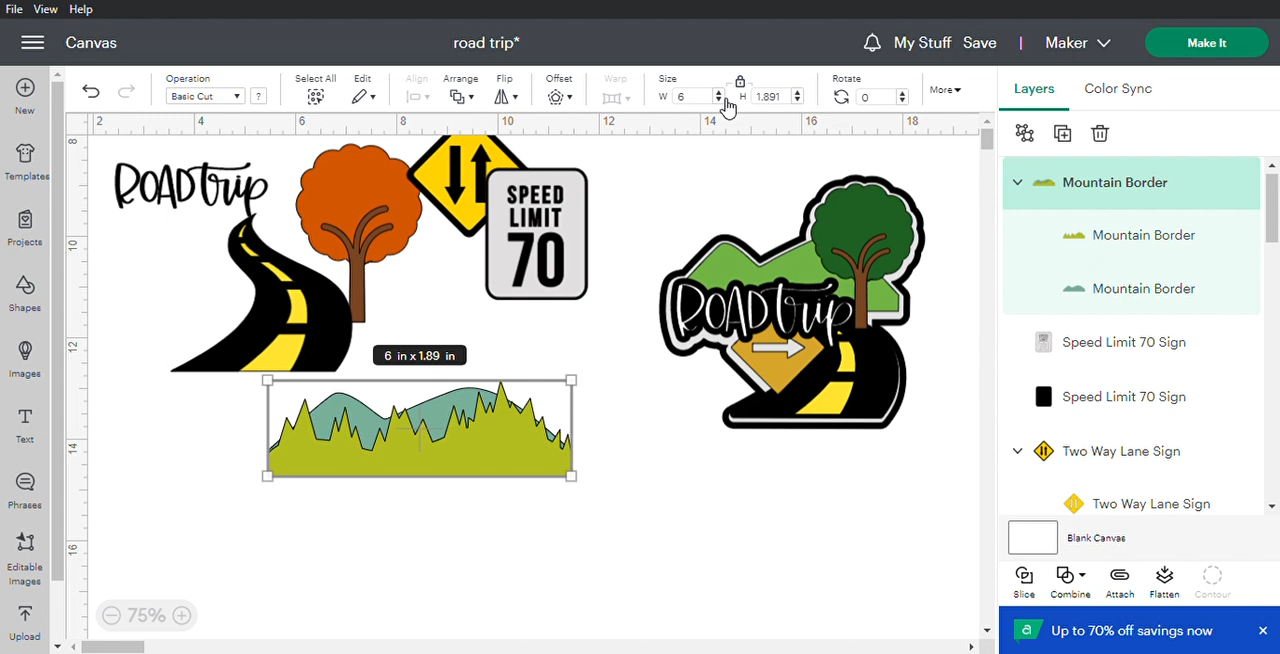 File View Help
Canvas road trip* My Stuff Save | Maker Make It
Operation Select All Edit Align Arrange Flip Offset Warp Size Rotate
Basic Cut ? W 6 H 1.891 0 More
New
Templates
Projects
Shapes
Images
Text
Phrases
Editable
Images
Upload
2 4 6 8 10 12 14 16 18
8
10
12
14
16
ROAD trip
SPEED
LIMIT
70
ROAD trip
6 in x 1.89 in
75%
Layers Color Sync
Mountain Border
Mountain Border
Mountain Border
Speed Limit 70 Sign
Speed Limit 70 Sign
Two Way Lane Sign
Two Way Lane Sign
Blank Canvas
Slice Combine Attach Flatten Contour
a Up to 70% off savings now